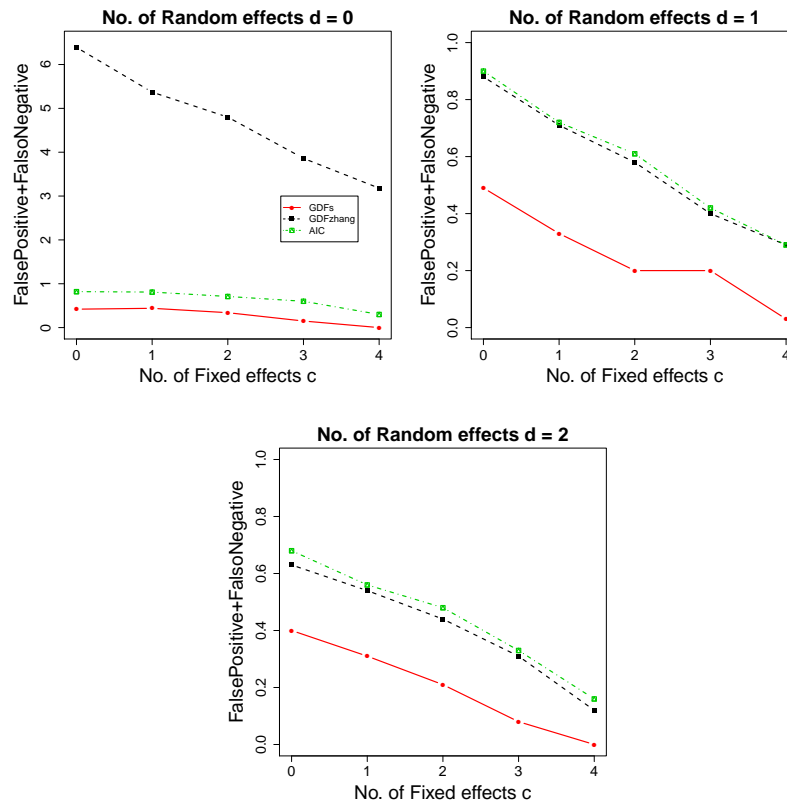 No. of Random effects d = 0
FalsePositive+FalsoNegative
6
5
4
3
2
1
0
GDFs
GDFzhang
AIC
0 1 2 3 4
No. of Fixed effects c
No. of Random effects d = 1
FalsePositive+FalsoNegative
1.0
0.8
0.6
0.4
0.2
0.0
0 1 2 3 4
No. of Fixed effects c
No. of Random effects d = 2
FalsePositive+FalsoNegative
1.0
0.8
0.6
0.4
0.2
0.0
0 1 2 3 4
No. of Fixed effects c